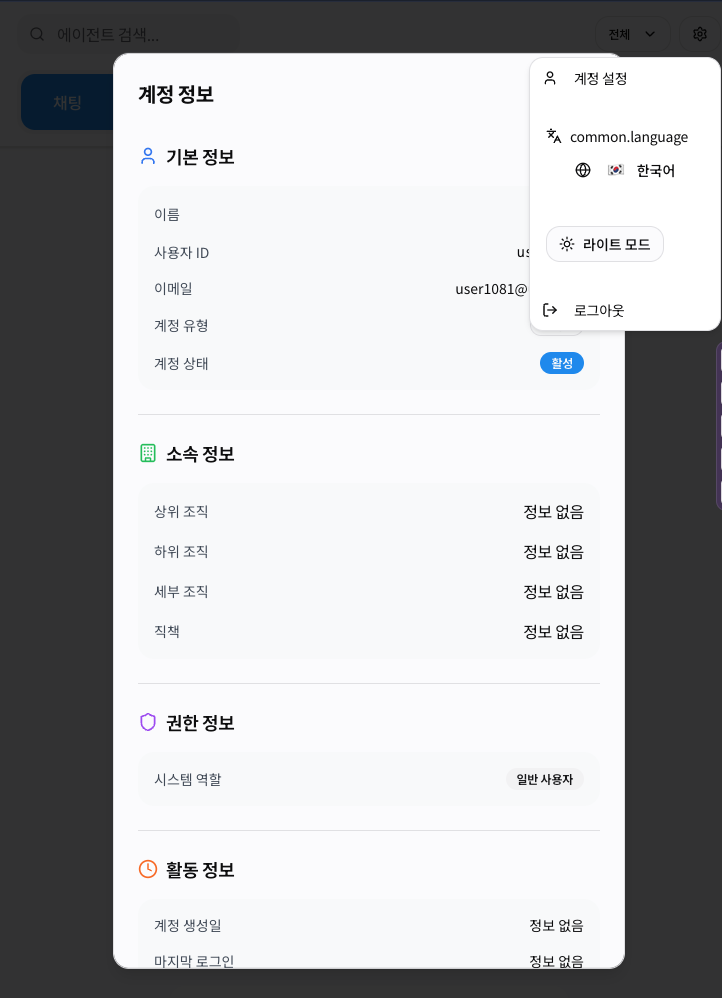 에이전트 검색...
전체
채팅
계정 정보
계정 설정
common.language
🇰🇷 한국어
라이트 모드
로그아웃
기본 정보
이름
사용자 ID us
이메일 user1081@
계정 유형
계정 상태 활성
소속 정보
상위 조직 정보 없음
하위 조직 정보 없음
세부 조직 정보 없음
직책 정보 없음
권한 정보
시스템 역할 일반 사용자
활동 정보
계정 생성일 정보 없음
마지막 로그인 정보 없음